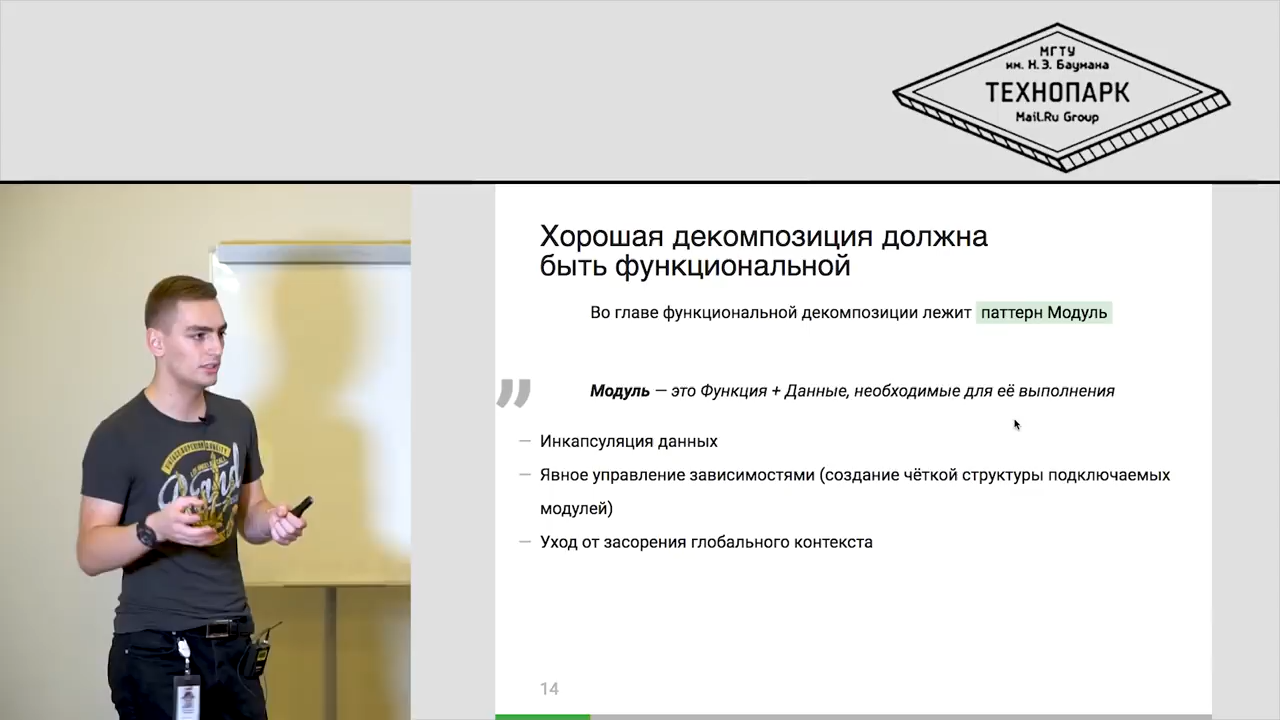 МГТУ
им. Н.Э. Баумана
ТЕХНОПАРК
Mail.Ru Group
Хорошая декомпозиция должна
быть функциональной
Во главе функциональной декомпозиции лежит паттерн Модуль
Модуль — это Функция + Данные, необходимые для её выполнения
— Инкапсуляция данных
— Явное управление зависимостями (создание чёткой структуры подключаемых
модулей)
— Уход от засорения глобального контекста
14
Brand